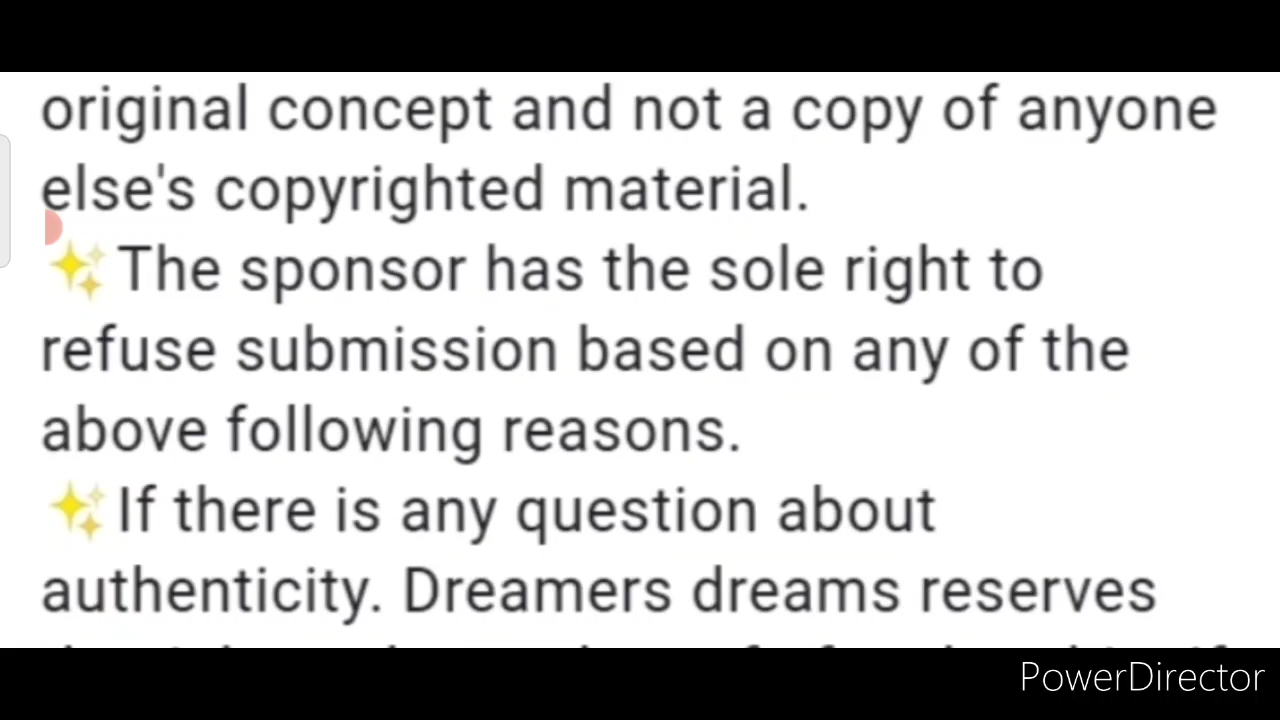 original concept and not a copy of anyone
else's copyrighted material.
✨The sponsor has the sole right to
refuse submission based on any of the
above following reasons.
✨If there is any question about
authenticity. Dreamers dreams reserves
PowerDirector